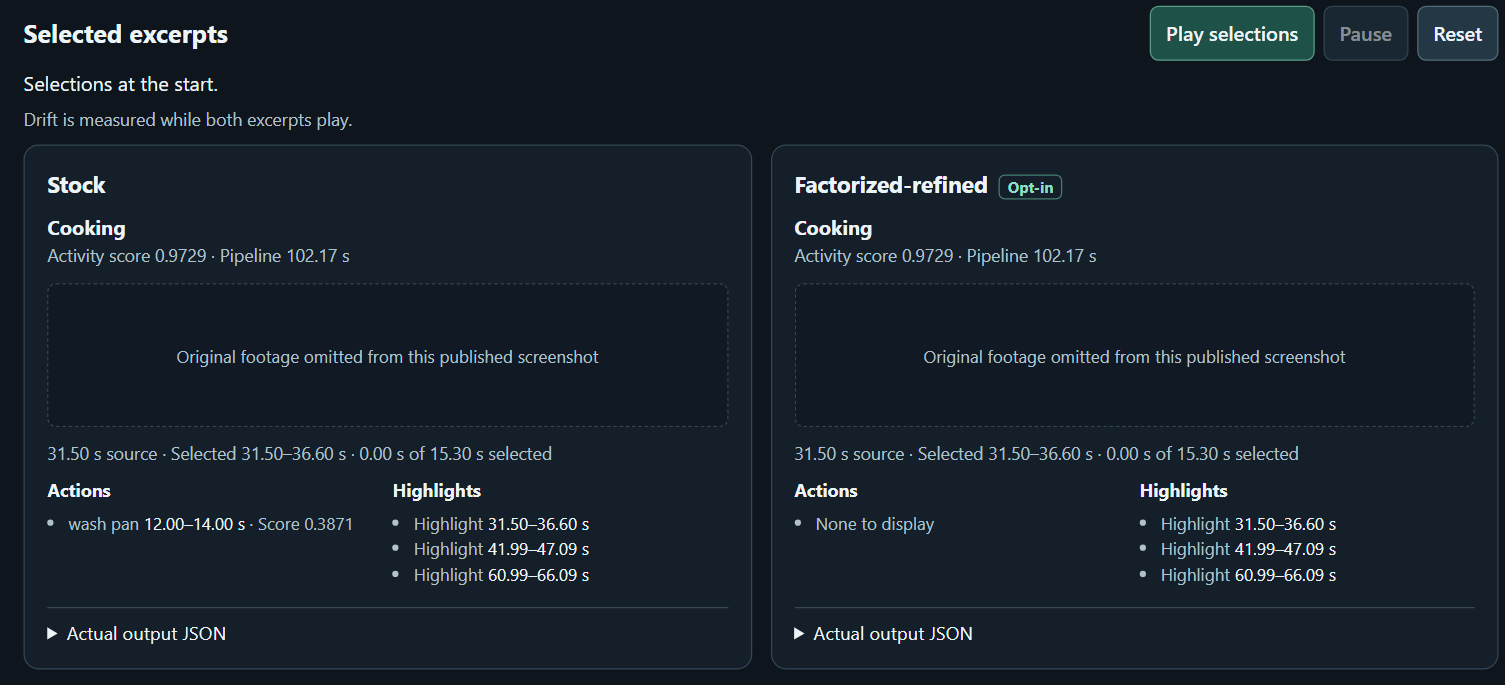 Selected excerpts
Play selections
Pause
Reset
Selections at the start.
Drift is measured while both excerpts play.
Stock
Cooking
Activity score 0.9729 · Pipeline 102.17 s
Original footage omitted from this published screenshot
31.50 s source · Selected 31.50–36.60 s · 0.00 s of 15.30 s selected
Actions
• wash pan 12.00–14.00 s · Score 0.3871
Highlights
• Highlight 31.50–36.60 s
• Highlight 41.99–47.09 s
• Highlight 60.99–66.09 s
▶ Actual output JSON
Factorized-refined Opt-in
Cooking
Activity score 0.9729 · Pipeline 102.17 s
Original footage omitted from this published screenshot
31.50 s source · Selected 31.50–36.60 s · 0.00 s of 15.30 s selected
Actions
• None to display
Highlights
• Highlight 31.50–36.60 s
• Highlight 41.99–47.09 s
• Highlight 60.99–66.09 s
▶ Actual output JSON